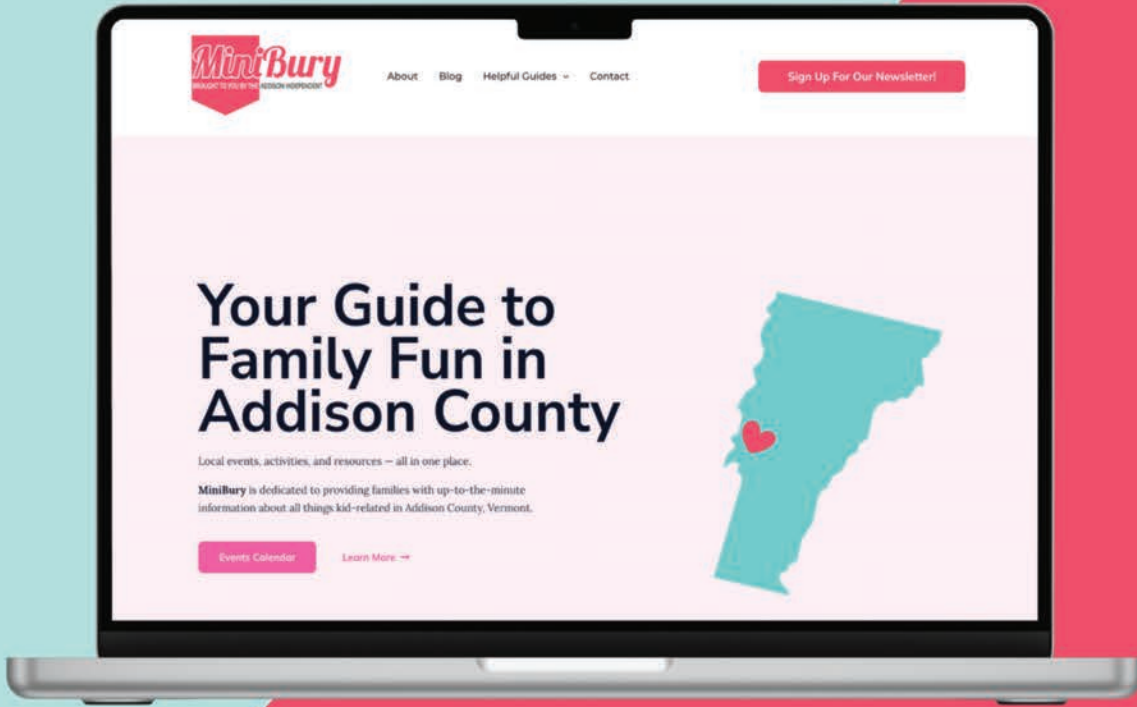 MiniBury
BROUGHT TO YOU BY THE ADDISON INDEPENDENT
About Blog Helpful Guides Contact
Sign Up For Our Newsletter!
Your Guide to
Family Fun in
Addison County
Local events, activities, and resources — all in one place.
MiniBury is dedicated to providing families with up-to-the-minute
information about all things kid-related in Addison County, Vermont.
Events Calendar Learn More →